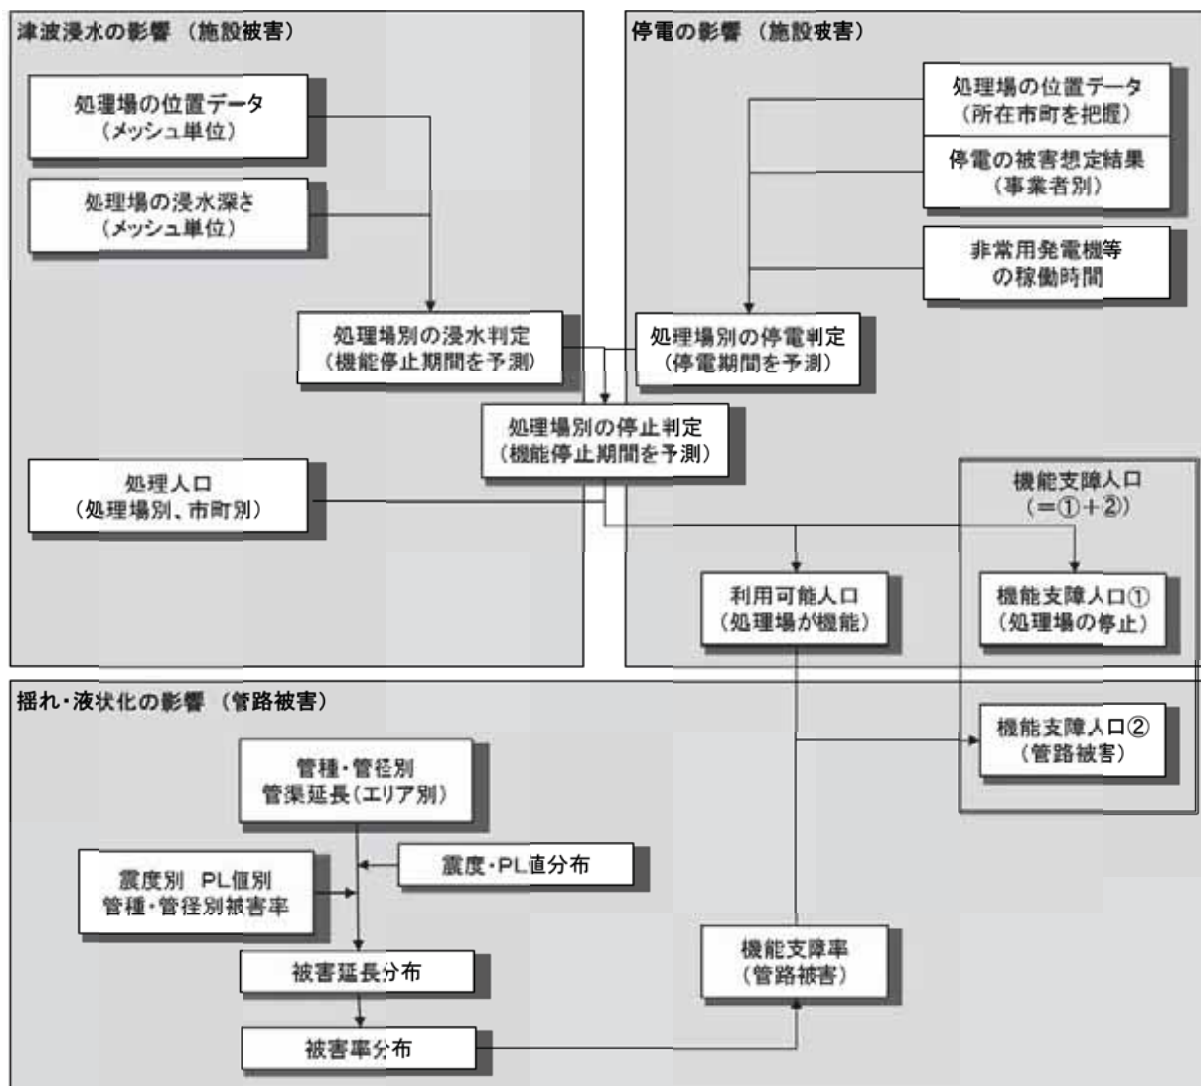 津波浸水の影響 (施設被害)
処理場の位置データ
(メッシュ単位)
処理場の浸水深さ
(メッシュ単位)
処理場別の浸水判定
(機能停止期間を予測)
停電の影響 (施設被害)
処理場の位置データ
(所在市町を把握)
停電の被害想定結果
(事業者別)
非常用発電機等
の稼働時間
処理場別の停電判定
(停電期間を予測)
処理場別の停止判定
(機能停止期間を予測)
処理人口
(処理場別、市町別)
機能支障人口
(=①+②))
利用可能人口
(処理場が機能)
機能支障人口①
(処理場の停止)
揺れ・液状化の影響 (管路被害)
機能支障人口②
(管路被害)
管種・管径別
管渠延長(エリア別)
震度・PL値分布
震度別 PL値別
管種・管径別被害率
被害延長分布
被害率分布
機能支障率
(管路被害)